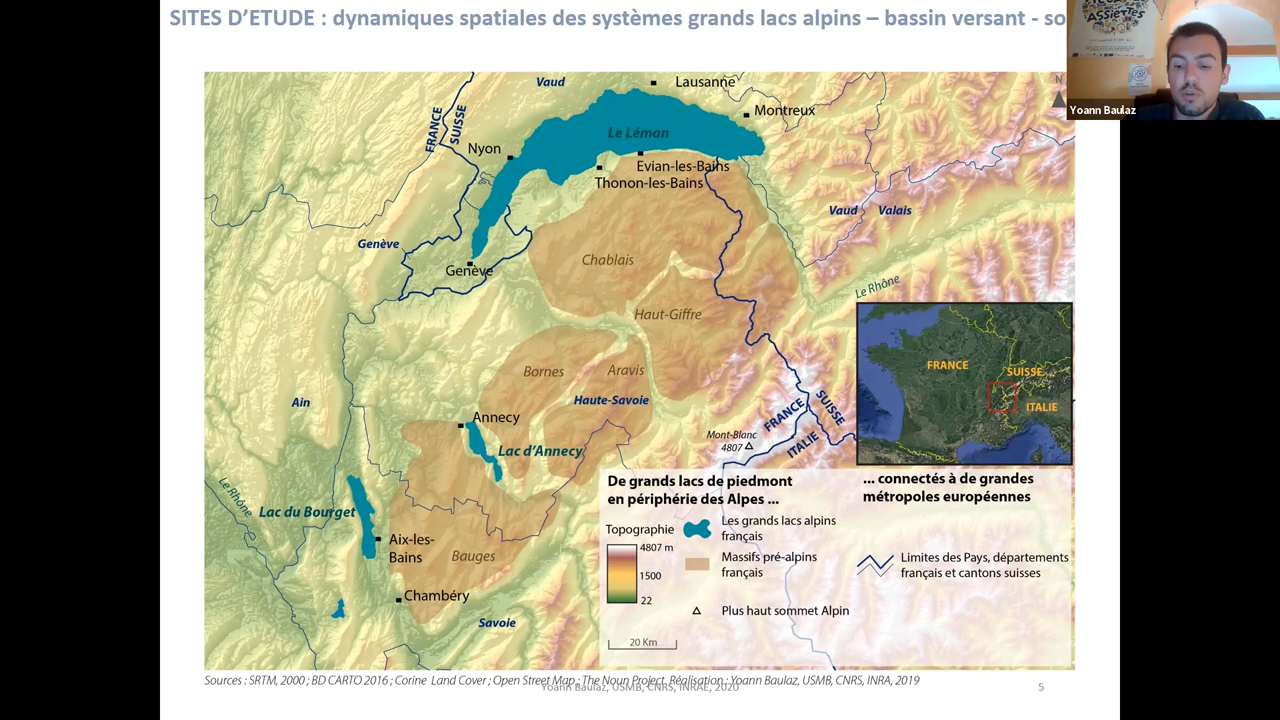 SITES D'ETUDE : dynamiques spatiales des systèmes grands lacs alpins – bassin versant - so
ASSIETTES
Yoann Baulaz
N
Vaud
Lausanne
Montreux
FRANCE
SUISSE
Le Léman
Nyon
Evian-les-Bains
Thonon-les-Bains
Vaud
Valais
Genève
Genève
Chablais
Le Rhône
Haut-Giffre
FRANCE
SUISSE
ITALIE
Bornes
Aravis
Ain
Haute-Savoie
Annecy
FRANCE
SUISSE
ITALIE
Mont-Blanc
4807
Lac d'Annecy
Le Rhône
Lac du Bourget
Aix-les-
Bains
Bauges
Chambéry
Savoie
De grands lacs de piedmont
en périphérie des Alpes ...
... connectés à de grandes
métropoles européennes
Topographie
4807 m
1500
22
Les grands lacs alpins
français
Massifs pré-alpins
français
Limites des Pays, départements
français et cantons suisses
Plus haut sommet Alpin
20 Km
Sources : SRTM, 2000 ; BD CARTO 2016 ; Corine Land Cover ; Open Street Map ; The Noun Project. Réalisation : Yoann Baulaz, USMB, CNRS, INRA, 2019
Yoann Baulaz, USMB, CNRS, INRAE, 2020
5